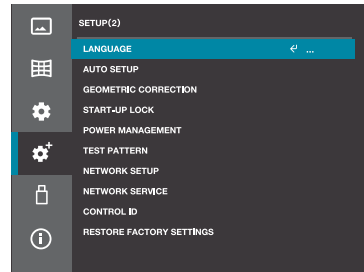 SETUP(2)
LANGUAGE ...
AUTO SETUP
GEOMETRIC CORRECTION
START-UP LOCK
POWER MANAGEMENT
TEST PATTERN
NETWORK SETUP
NETWORK SERVICE
CONTROL ID
RESTORE FACTORY SETTINGS